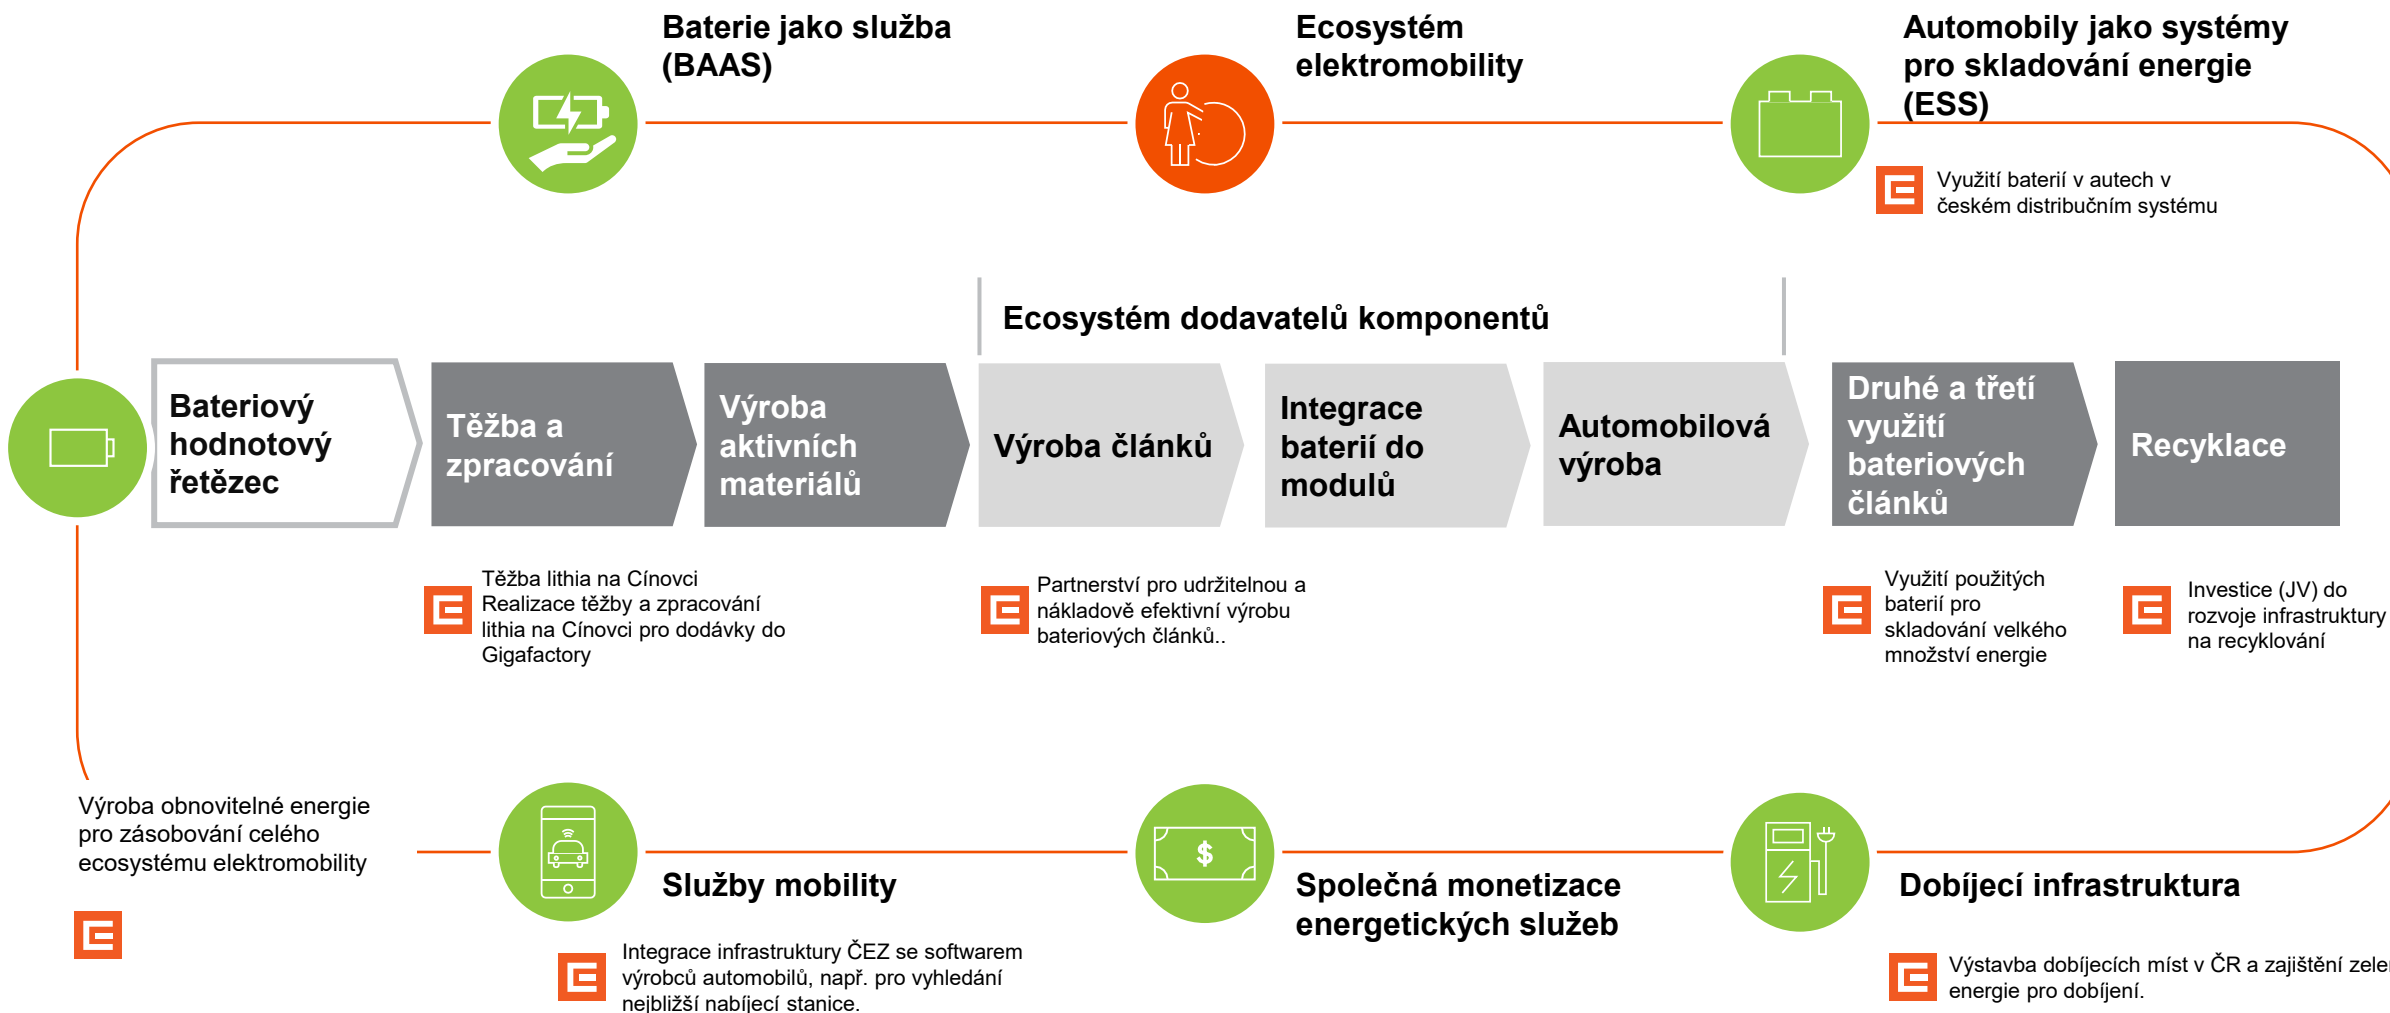 Baterie jako služba
(BAAS)
Ecosystém
elektromobility
Automobily jako systémy
pro skladování energie
(ESS)
Využití baterií v autech v
českém distribučním systému
Ecosystém dodavatelů komponentů
Bateriový
hodnotový
řetězec
Těžba a
zpracování
Výroba
aktivních
materiálů
Výroba článků
Integrace
baterií do
modulů
Automobilová
výroba
Druhé a třetí
využití
bateriových
článků
Recyklace
Těžba lithia na Cínovci
Realizace těžby a zpracování
lithia na Cínovci pro dodávky do
Gigafactory
Partnerství pro udržitelnou a
nákladově efektivní výrobu
bateriových článků..
Využití použitých
baterií pro
skladování velkého
množství energie
Investice (JV) do
rozvoje infrastruktury
na recyklování
Výroba obnovitelné energie
pro zásobování celého
ecosystému elektromobility
Služby mobility
Integrace infrastruktury ČEZ se softwarem
výrobců automobilů, např. pro vyhledání
nejbližší nabíjecí stanice.
$
Společná monetizace
energetických služeb
Dobíjecí infrastruktura
Výstavba dobíjecích míst v ČR a zajištění
energie pro dobíjení.